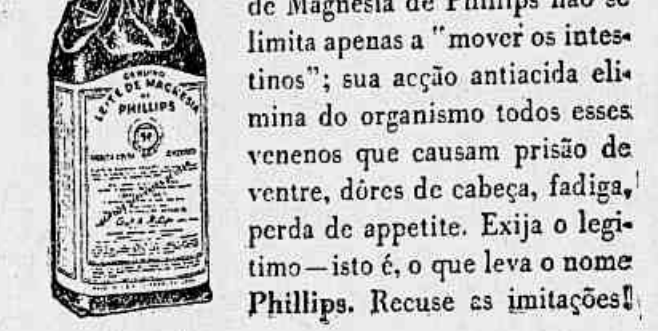 GENUINO
LEITE DE MAGNESIA
DE
PHILLIPS
de Magnesia de Phillips não se
limita apenas a "mover os intes-
tinos"; sua acção antiacida eli-
mina do organismo todos esses
venenos que causam prisão de
ventre, dôres de cabeça, fadiga,
perda de appetite. Exija o legi-
timo—isto é, o que leva o nome
Phillips. Recuse as imitações!